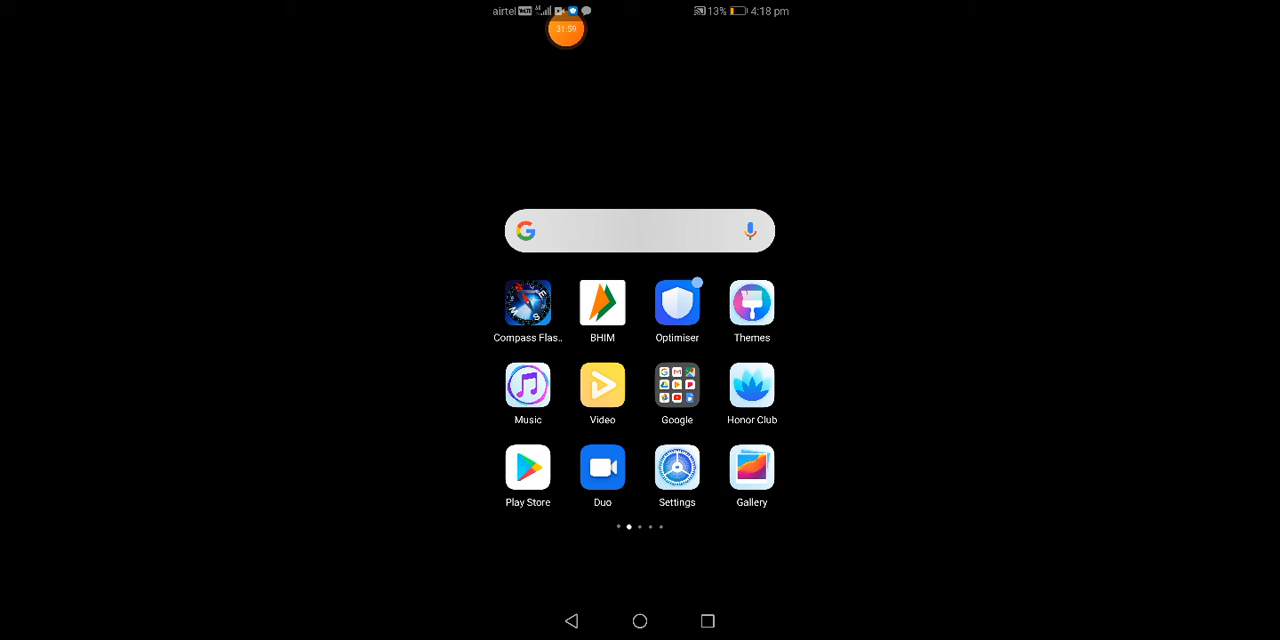 airtel VoLTE 13% 4:18 pm
31:59
Compass Flas.. BHIM Optimiser Themes
Music Video Google Honor Club
Play Store Duo Settings Gallery